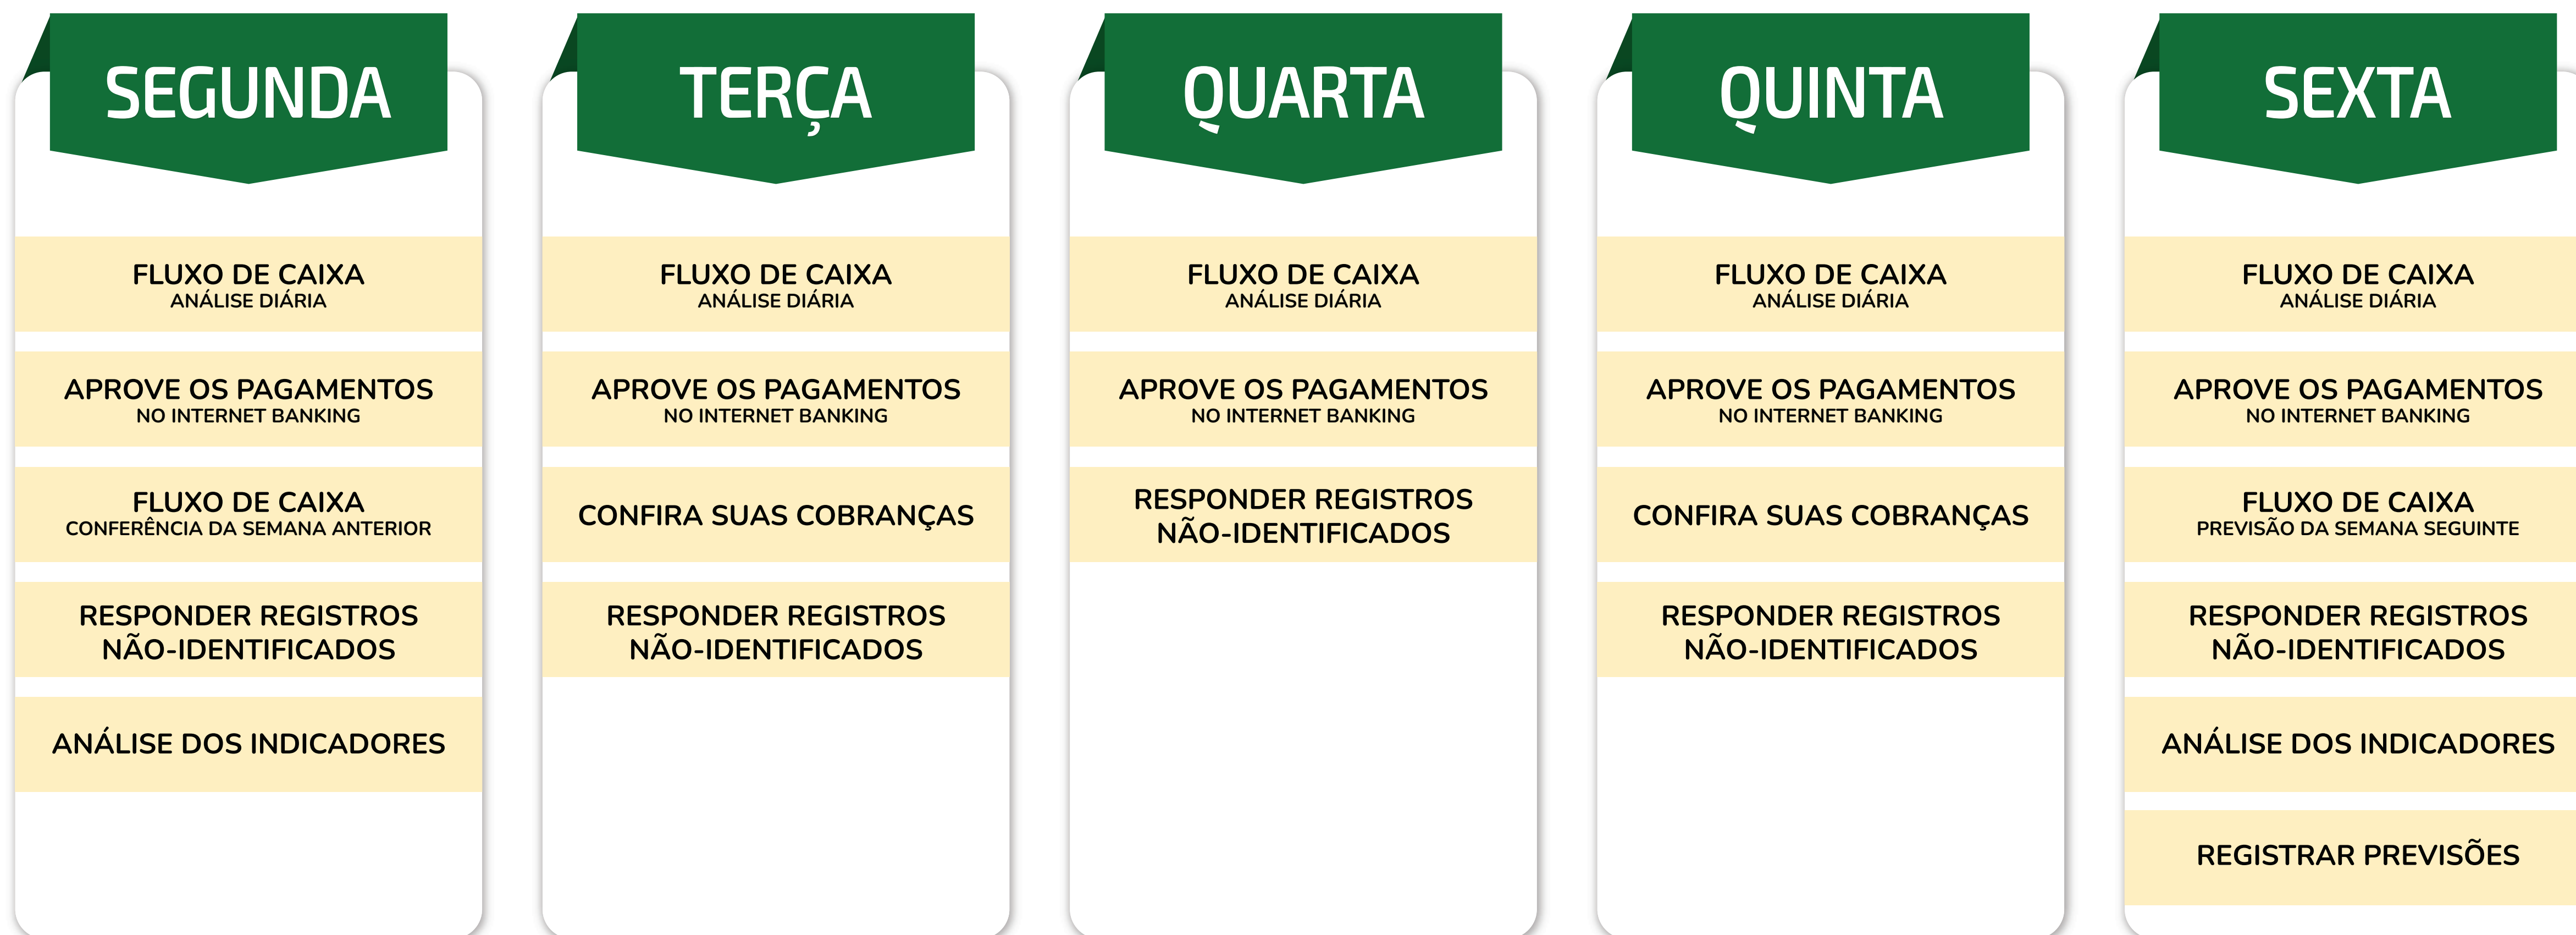 SEGUNDA
FLUXO DE CAIXA
ANÁLISE DIÁRIA
APROVE OS PAGAMENTOS
NO INTERNET BANKING
FLUXO DE CAIXA
CONFERÊNCIA DA SEMANA ANTERIOR
RESPONDER REGISTROS
NÃO-IDENTIFICADOS
ANÁLISE DOS INDICADORES
TERÇA
FLUXO DE CAIXA
ANÁLISE DIÁRIA
APROVE OS PAGAMENTOS
NO INTERNET BANKING
CONFIRA SUAS COBRANÇAS
RESPONDER REGISTROS
NÃO-IDENTIFICADOS
QUARTA
FLUXO DE CAIXA
ANÁLISE DIÁRIA
APROVE OS PAGAMENTOS
NO INTERNET BANKING
RESPONDER REGISTROS
NÃO-IDENTIFICADOS
QUINTA
FLUXO DE CAIXA
ANÁLISE DIÁRIA
APROVE OS PAGAMENTOS
NO INTERNET BANKING
CONFIRA SUAS COBRANÇAS
RESPONDER REGISTROS
NÃO-IDENTIFICADOS
SEXTA
FLUXO DE CAIXA
ANÁLISE DIÁRIA
APROVE OS PAGAMENTOS
NO INTERNET BANKING
FLUXO DE CAIXA
PREVISÃO DA SEMANA SEGUINTE
RESPONDER REGISTROS
NÃO-IDENTIFICADOS
ANÁLISE DOS INDICADORES
REGISTRAR PREVISÕES